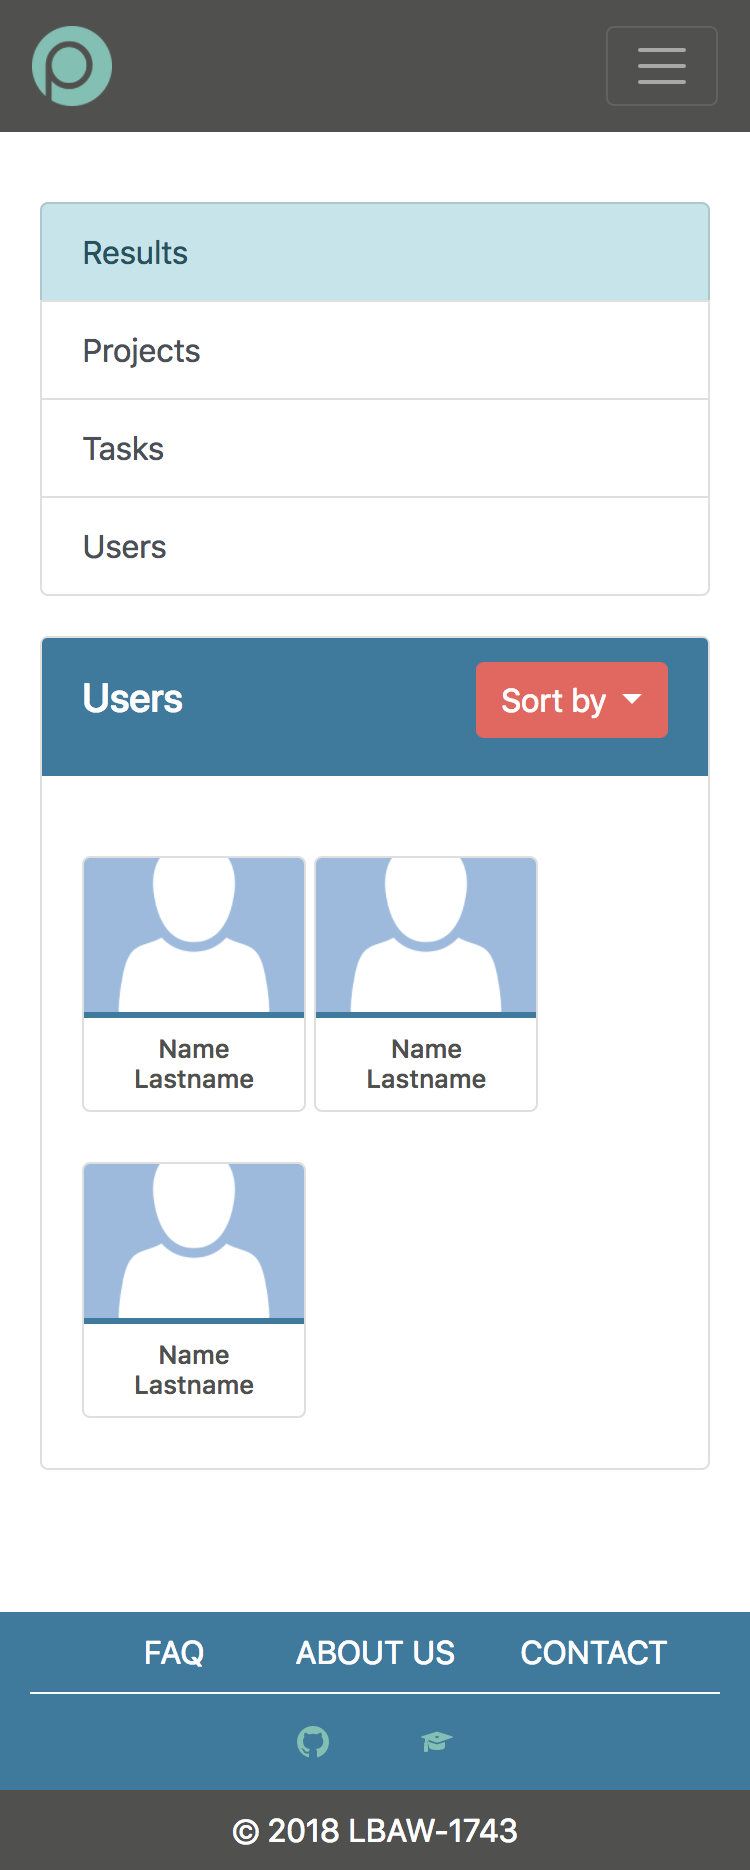 Results
Projects
Tasks
Users
Users
Sort by
Name
Lastname
Name
Lastname
Name
Lastname
FAQ
ABOUT US
CONTACT
© 2018 LBAW-1743